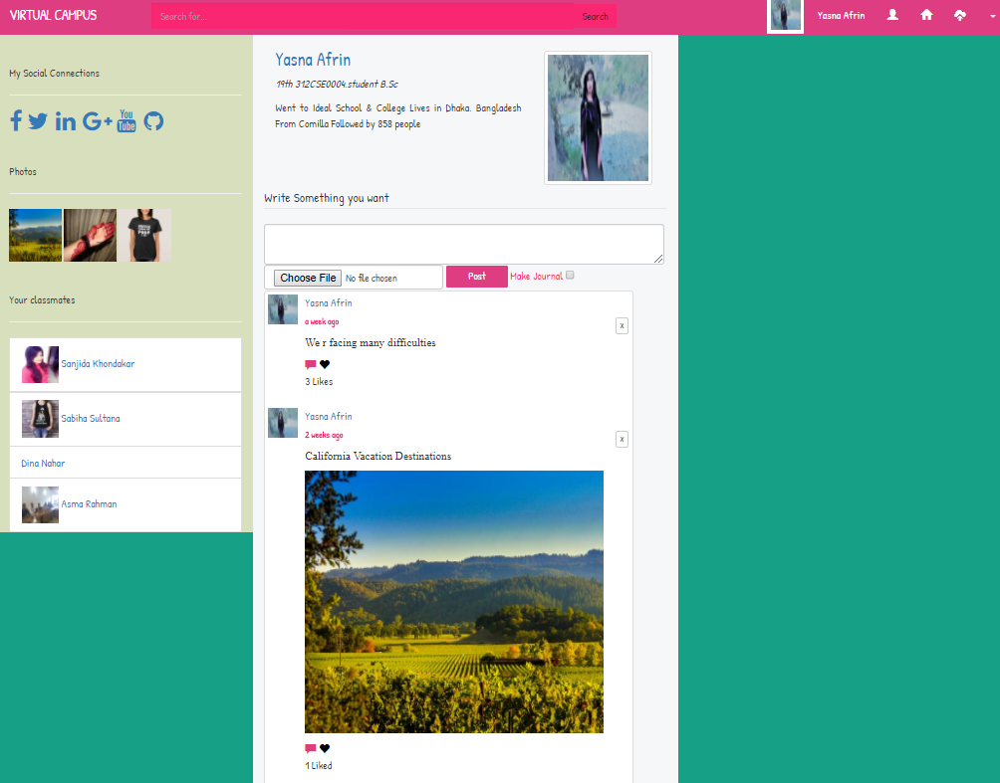 VIRTUAL CAMPUS
Search for...
Search
Yasna Afrin
My Social Connections
You
Tube
Photos
Your classmates
Sanjida Khondakar
Sabiha Sultana
Dina Nahar
Asma Rahman
Yasna Afrin
19th 312CSE0004.student B.Sc
Went to Ideal School & College Lives in Dhaka. Bangladesh
From Comilla Followed by 858 people
Write Something you want
Choose File No file chosen
Post
Make Journal
Yasna Afrin
a week ago
x
We r facing many difficulties
3 Likes
Yasna Afrin
2 weeks ago
x
California Vacation Destinations
1 Liked